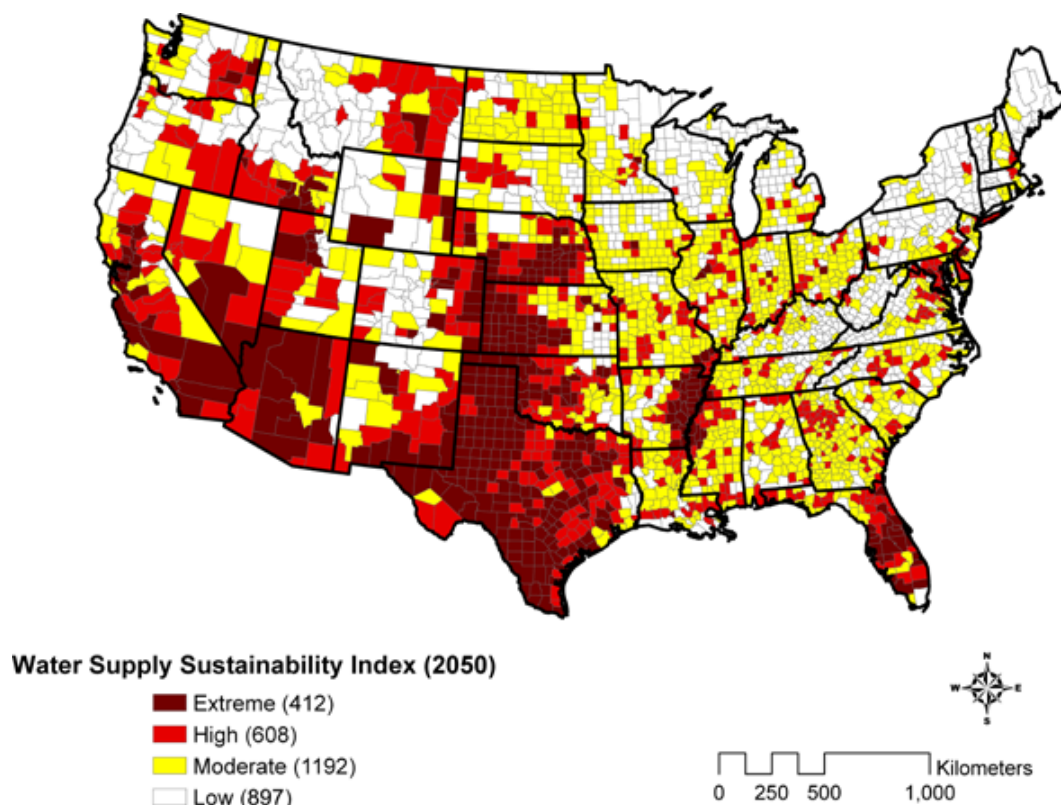 Water Supply Sustainability Index (2050)
Extreme (412)
High (608)
Moderate (1192)
Low (897)
N
W E
S
Kilometers
0 250 500 1,000